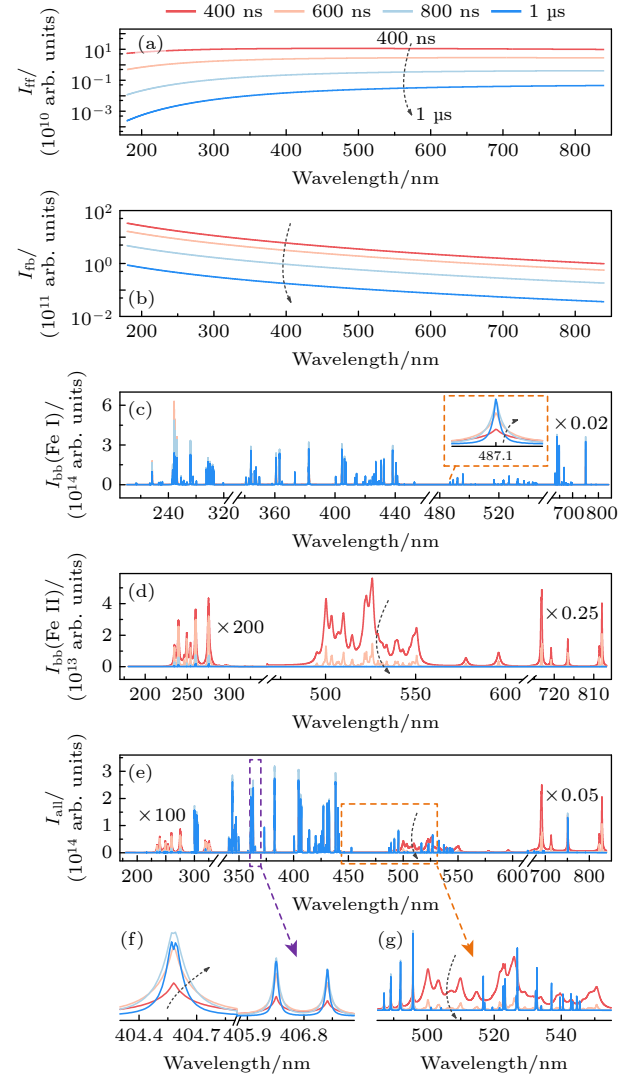 400 ns 600 ns 800 ns 1 µs
(a)
400 ns
1 µs
I_ff/
(10^10 arb. units)
10^1
10^-1
10^-3
200 300 400 500 600 700 800
Wavelength/nm
(b)
I_fb/
(10^11 arb. units)
10^2
10^0
10^-2
200 300 400 500 600 700 800
Wavelength/nm
(c)
I_bb(Fe I)/
(10^14 arb. units)
6
3
0
487.1
×0.02
240 320 360 400 440 480 520 700 800
Wavelength/nm
(d)
I_bb(Fe II)/
(10^13 arb. units)
4
2
0
×200
×0.25
200 250 300 500 550 600 720 810
Wavelength/nm
(e)
I_all/
(10^14 arb. units)
3
2
1
0
×100
×0.05
200 300 350 400 450 500 600 700 800
Wavelength/nm
(f)
404.4 404.7 405.9 406.8
Wavelength/nm
(g)
500 520 540
Wavelength/nm